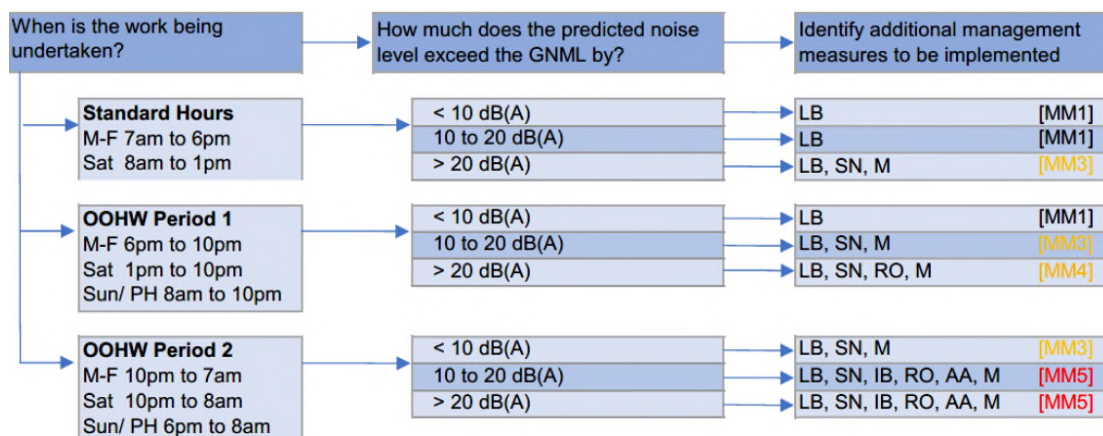 When is the work being
undertaken?
How much does the predicted noise
level exceed the GNML by?
Identify additional management
measures to be implemented
Standard Hours
M-F 7am to 6pm
Sat 8am to 1pm
< 10 dB(A)
10 to 20 dB(A)
> 20 dB(A)
LB [MM1]
LB [MM1]
LB, SN, M [MM3]
OOHW Period 1
M-F 6pm to 10pm
Sat 1pm to 10pm
Sun/ PH 8am to 10pm
< 10 dB(A)
10 to 20 dB(A)
> 20 dB(A)
LB [MM1]
LB, SN, M [MM3]
LB, SN, RO, M [MM4]
OOHW Period 2
M-F 10pm to 7am
Sat 10pm to 8am
Sun/ PH 6pm to 8am
< 10 dB(A)
10 to 20 dB(A)
> 20 dB(A)
LB, SN, M [MM3]
LB, SN, IB, RO, AA, M [MM5]
LB, SN, IB, RO, AA, M [MM5]